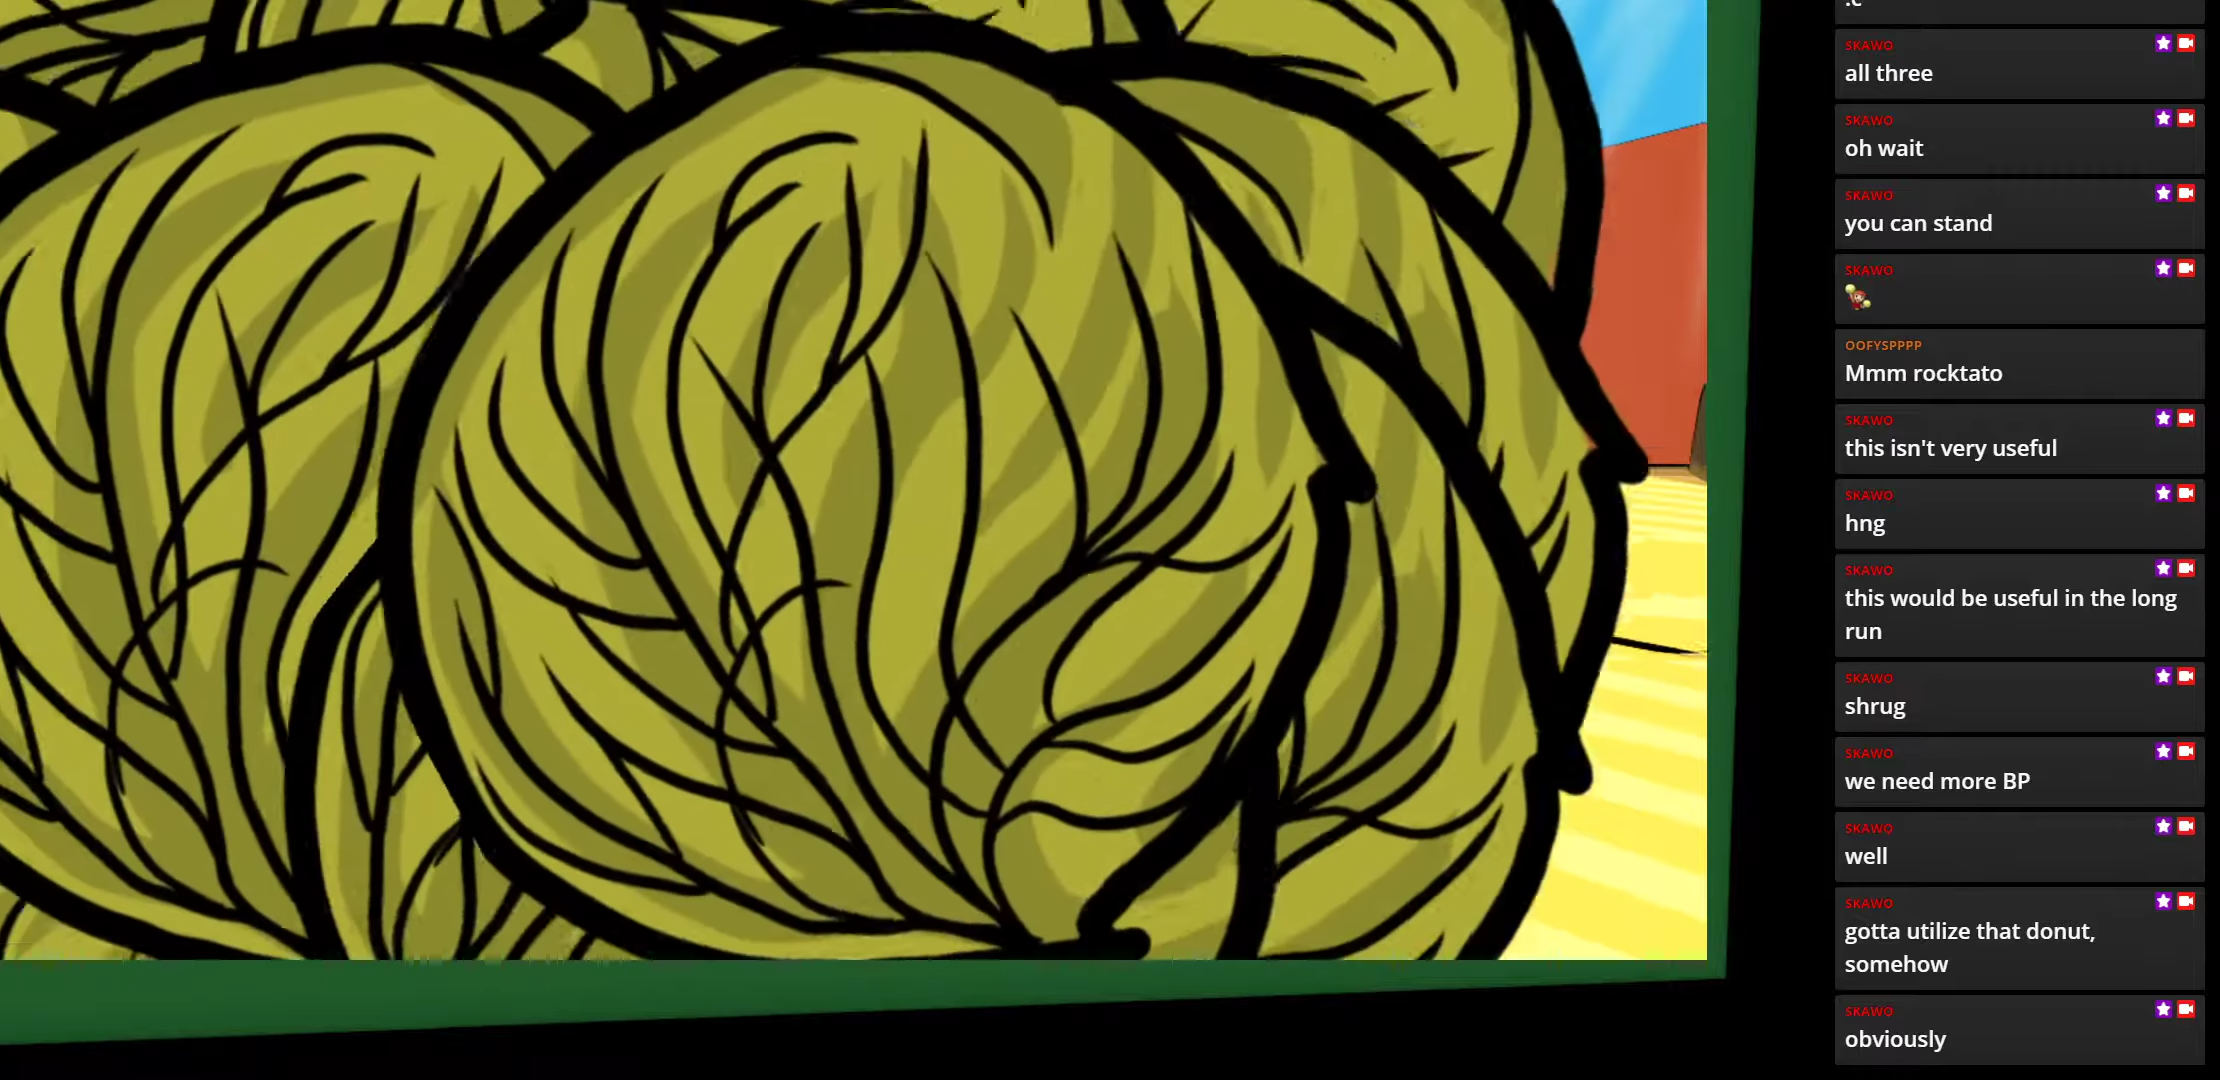 SKAWO
all three
SKAWO
oh wait
SKAWO
you can stand
SKAWO
OOFYSPPPP
Mmm rocktato
SKAWO
this isn't very useful
SKAWO
hng
SKAWO
this would be useful in the long
run
SKAWO
shrug
SKAWO
we need more BP
SKAWO
well
SKAWO
gotta utilize that donut,
somehow
SKAWO
obviously